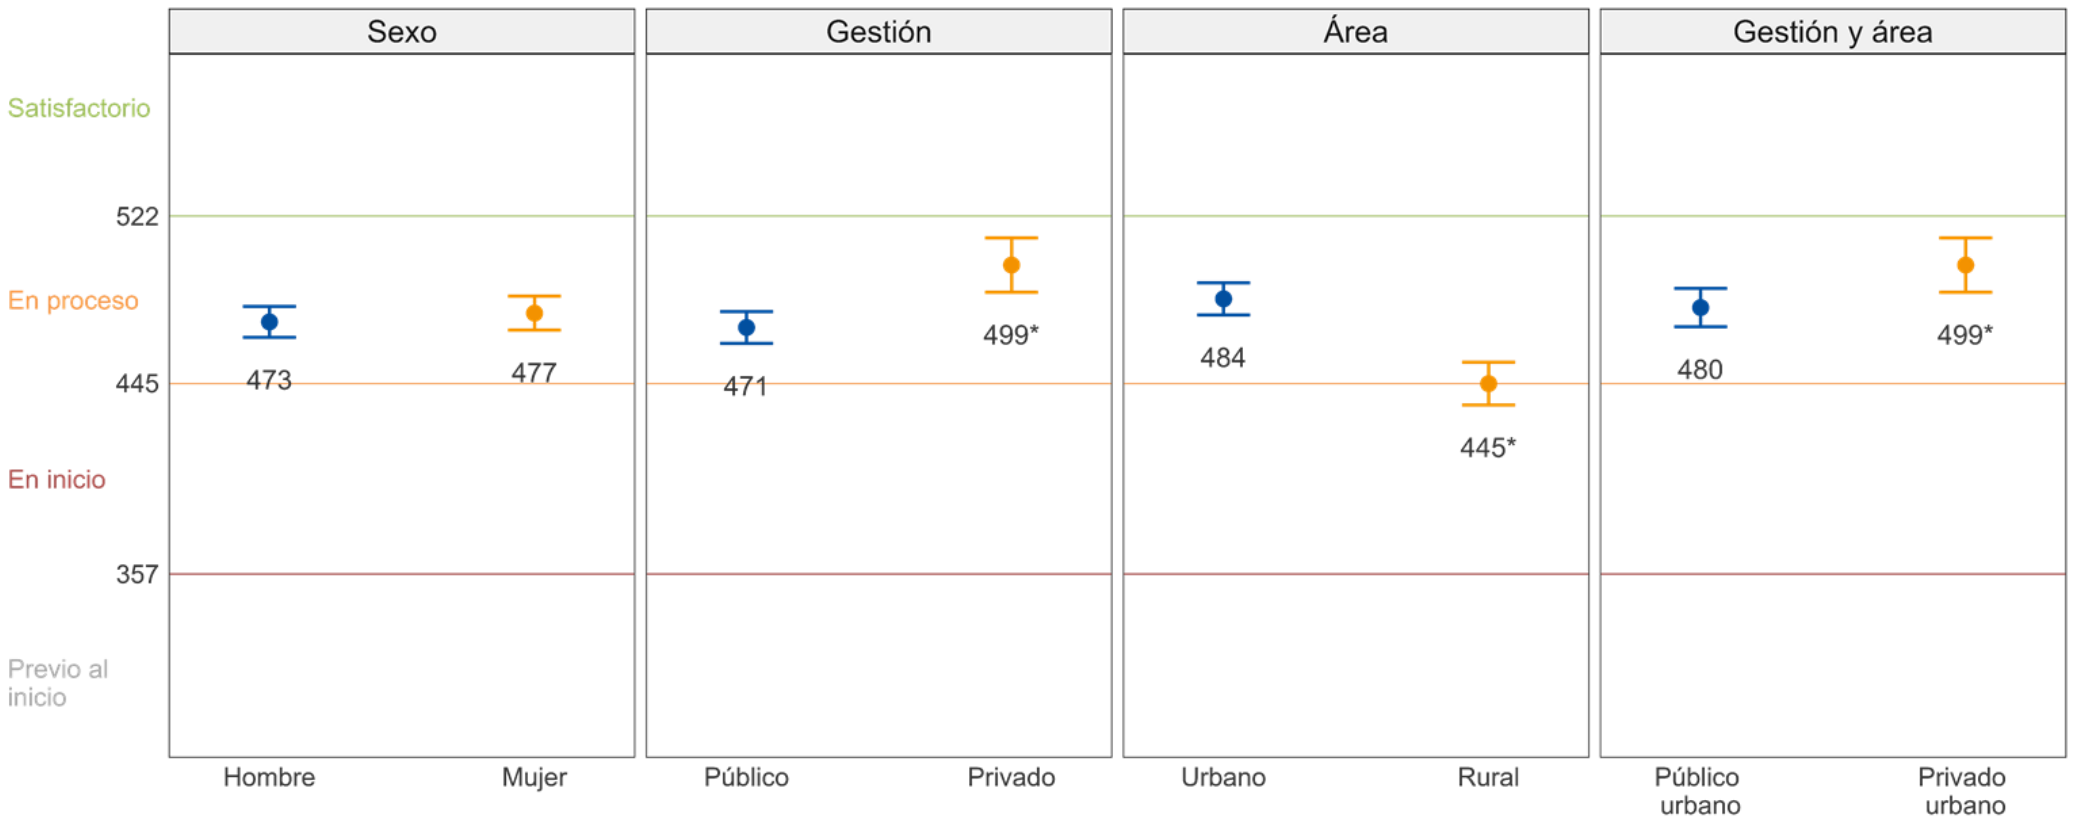 Sexo
Gestión
Área
Gestión y área
Satisfactorio
522
En proceso
445
En inicio
357
Previo al
inicio
473
477
471
499*
484
445*
480
499*
Hombre
Mujer
Público
Privado
Urbano
Rural
Público
urbano
Privado
urbano